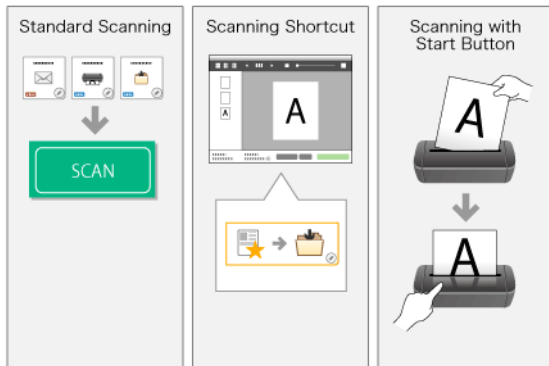 Standard Scanning
SCAN
Scanning Shortcut
A
A
Scanning with
Start Button
A
A